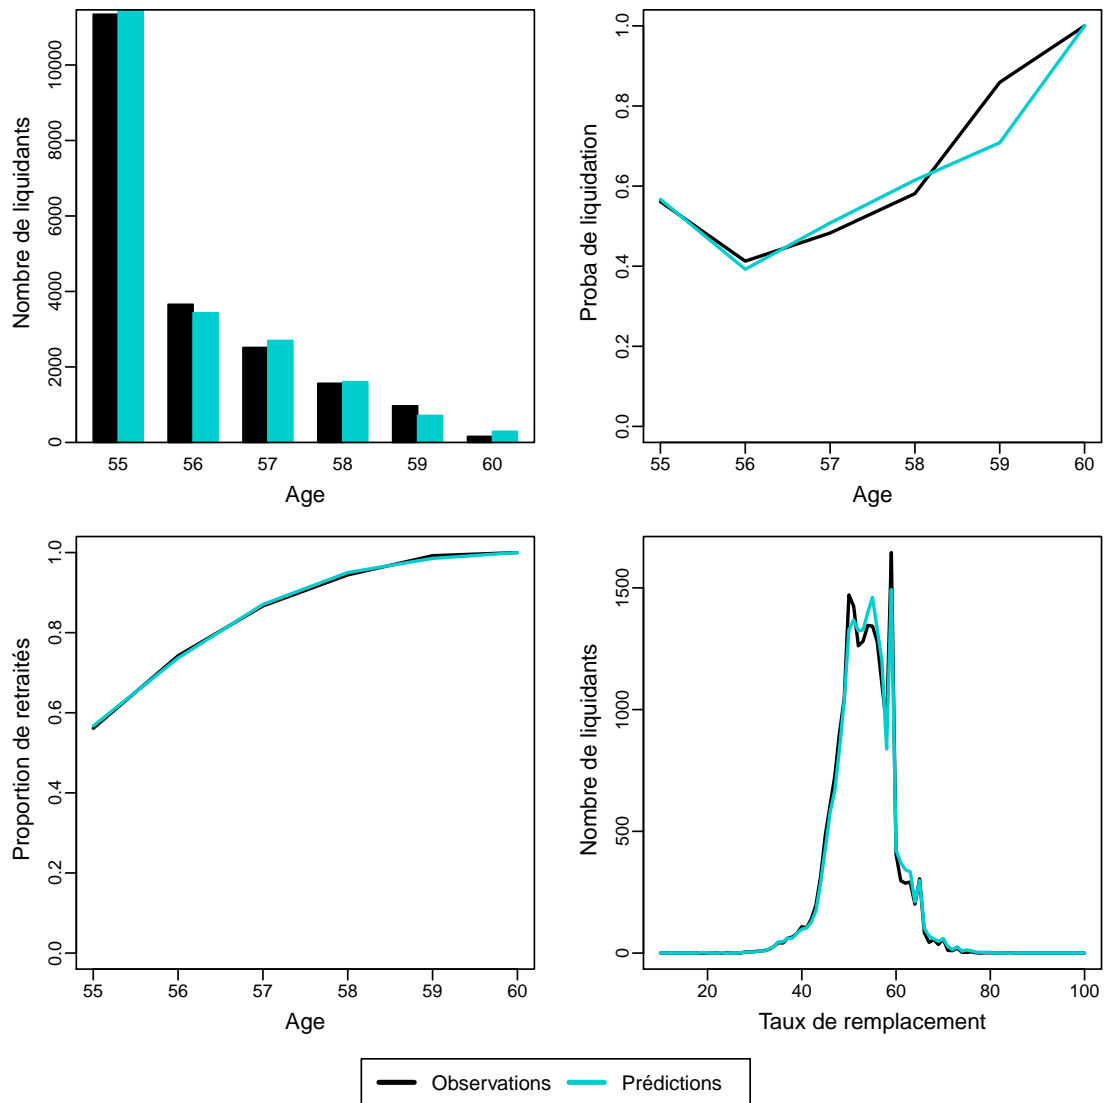 Nombre de liquidants
10000
8000
6000
4000
2000
0
55 56 57 58 59 60
Age
Proba de liquidation
1.0
0.8
0.6
0.4
0.2
0.0
55 56 57 58 59 60
Age
Proportion de retraités
1.0
0.8
0.6
0.4
0.2
0.0
55 56 57 58 59 60
Age
Nombre de liquidants
1500
1000
500
0
20 40 60 80 100
Taux de remplacement
Observations Prédictions